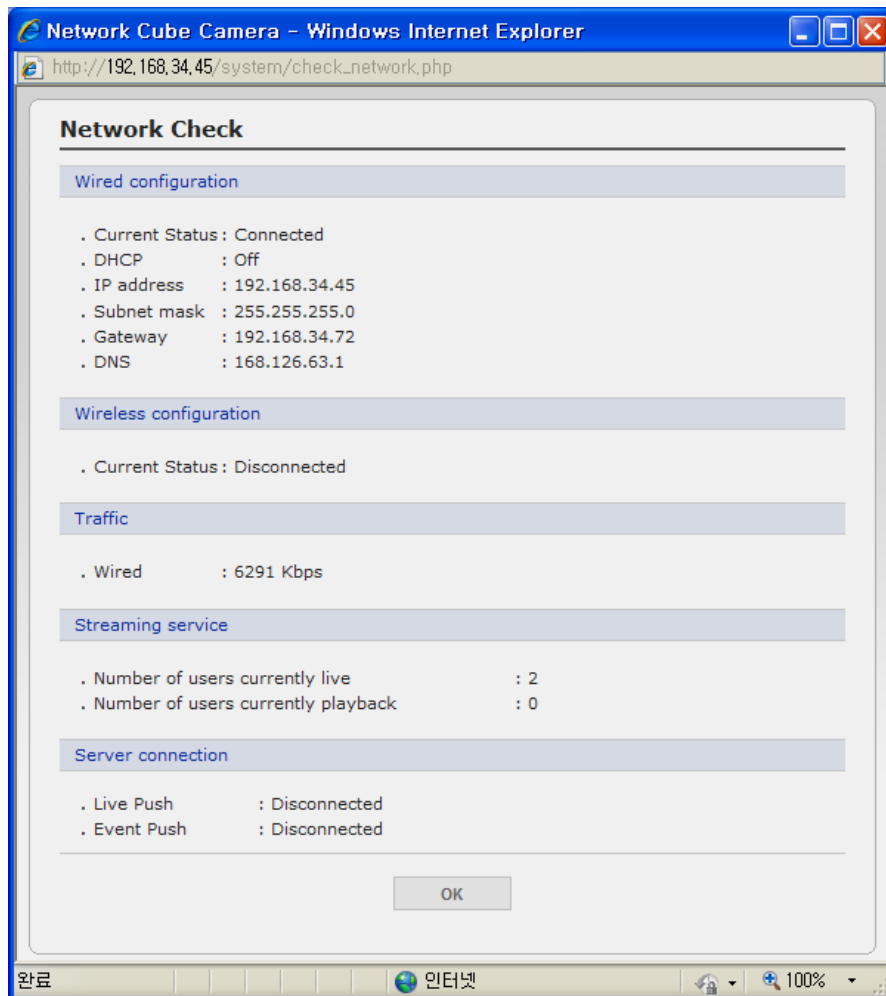 Network Cube Camera - Windows Internet Explorer
http://192.168.34.45/system/check_network.php
Network Check
Wired configuration
. Current Status : Connected
. DHCP : Off
. IP address : 192.168.34.45
. Subnet mask : 255.255.255.0
. Gateway : 192.168.34.72
. DNS : 168.126.63.1
Wireless configuration
. Current Status : Disconnected
Traffic
. Wired : 6291 Kbps
Streaming service
. Number of users currently live : 2
. Number of users currently playback : 0
Server connection
. Live Push : Disconnected
. Event Push : Disconnected
OK
완료 인터넷 100%